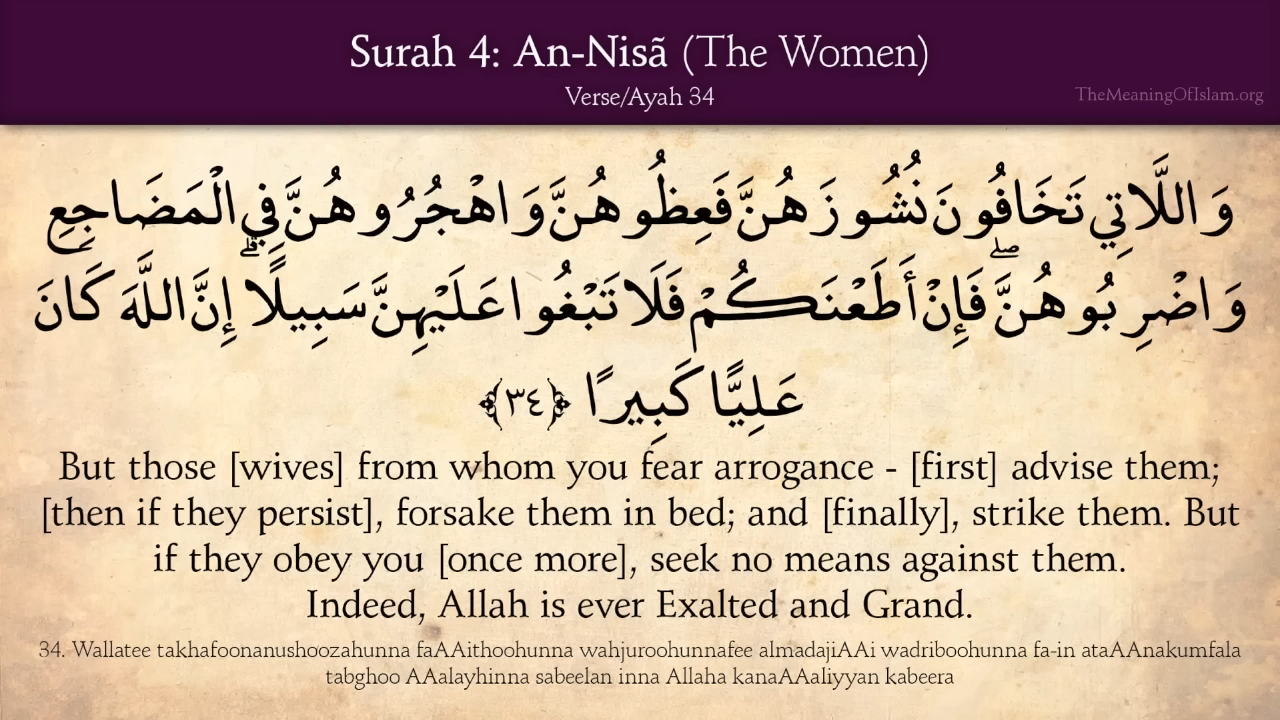 Surah 4: An-Nisã (The Women)
Verse/Ayah 34
TheMeaningOfIslam.org
وَاللَّاتِي تَخَافُونَ نُشُوزَهُنَّ فَعِظُوهُنَّ وَاهْجُرُوهُنَّ فِي الْمَضَاجِعِ
وَاضْرِبُوهُنَّ ۖ فَإِنْ أَطَعْنَكُمْ فَلَا تَبْغُوا عَلَيْهِنَّ سَبِيلًا ۗ إِنَّ اللَّهَ كَانَ
عَلِيًّا كَبِيرًا ﴿٣٤﴾
But those [wives] from whom you fear arrogance - [first] advise them;
[then if they persist], forsake them in bed; and [finally], strike them. But
if they obey you [once more], seek no means against them.
Indeed, Allah is ever Exalted and Grand.
34. Wallatee takhafoonanushoozahunna faAAithoohunna wahjuroohunnafee almadajiAAi wadriboohunna fa-in ataAAnakumfala
tabghoo AAalayhinna sabeelan inna Allaha kanaAAaliyyan kabeera